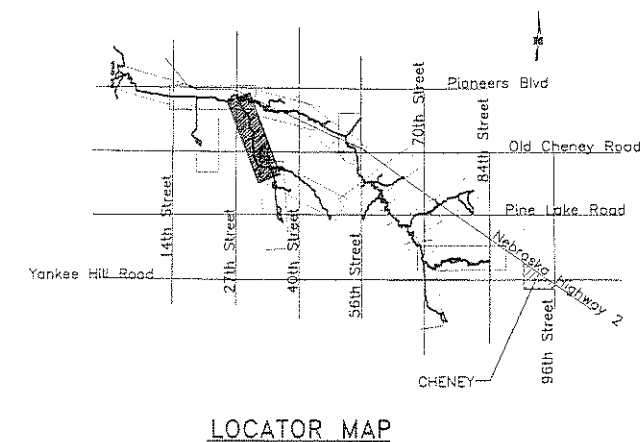 N
Pioneers Blvd
70th Street
84th Street
Old Cheney Road
14th Street
27th Street
40th Street
56th Street
Pine Lake Road
Nebraska Highway 2
Yankee Hill Road
96th Street
CHENEY
LOCATOR MAP